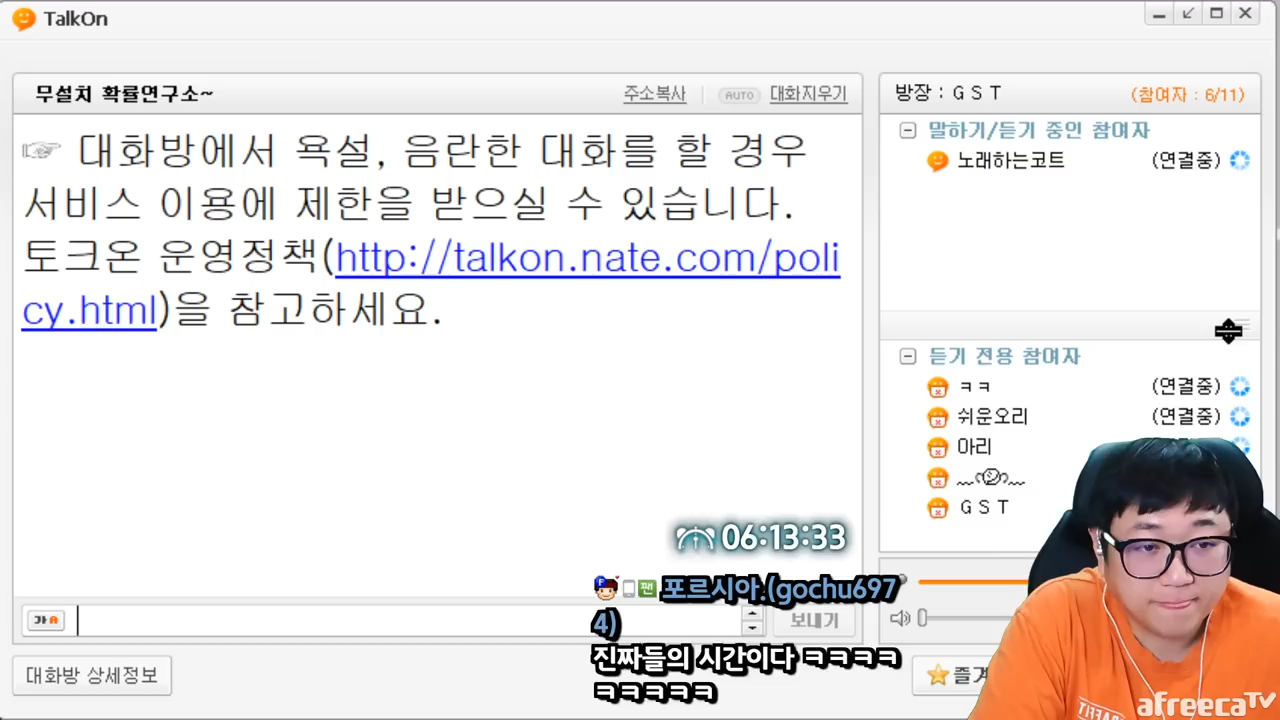 TalkOn
무설치 확률연구소~
주소복사
AUTO
대화지우기
☞ 대화방에서 욕설, 음란한 대화를 할 경우
서비스 이용에 제한을 받으실 수 있습니다.
토크온 운영정책(http://talkon.nate.com/poli
cy.html)을 참고하세요.
방장 : G S T
(참여자 : 6/11)
말하기/듣기 중인 참여자
노래하는코트 (연결중)
듣기 전용 참여자
ㅋㅋ (연결중)
쉬운오리 (연결중)
아리
G S T
06:13:33
팬 포르시아.(gochu697
4)
진짜들의 시간이다 ㅋㅋㅋㅋ
ㅋㅋㅋㅋㅋ
가A
보내기
대화방 상세정보
즐겨
afreecaTV